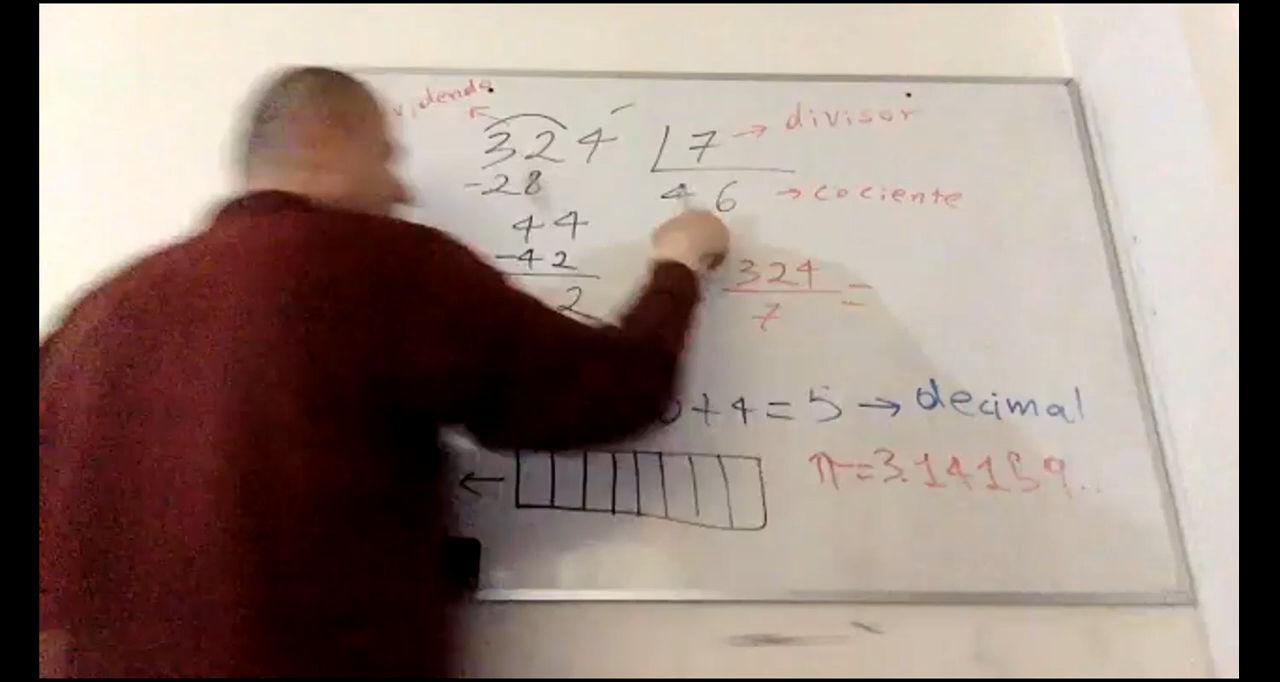 324 7 → divisor
-28 46 → cociente
44
-42
2
324
7 =
+4=5 → decimal
π=3.14159..